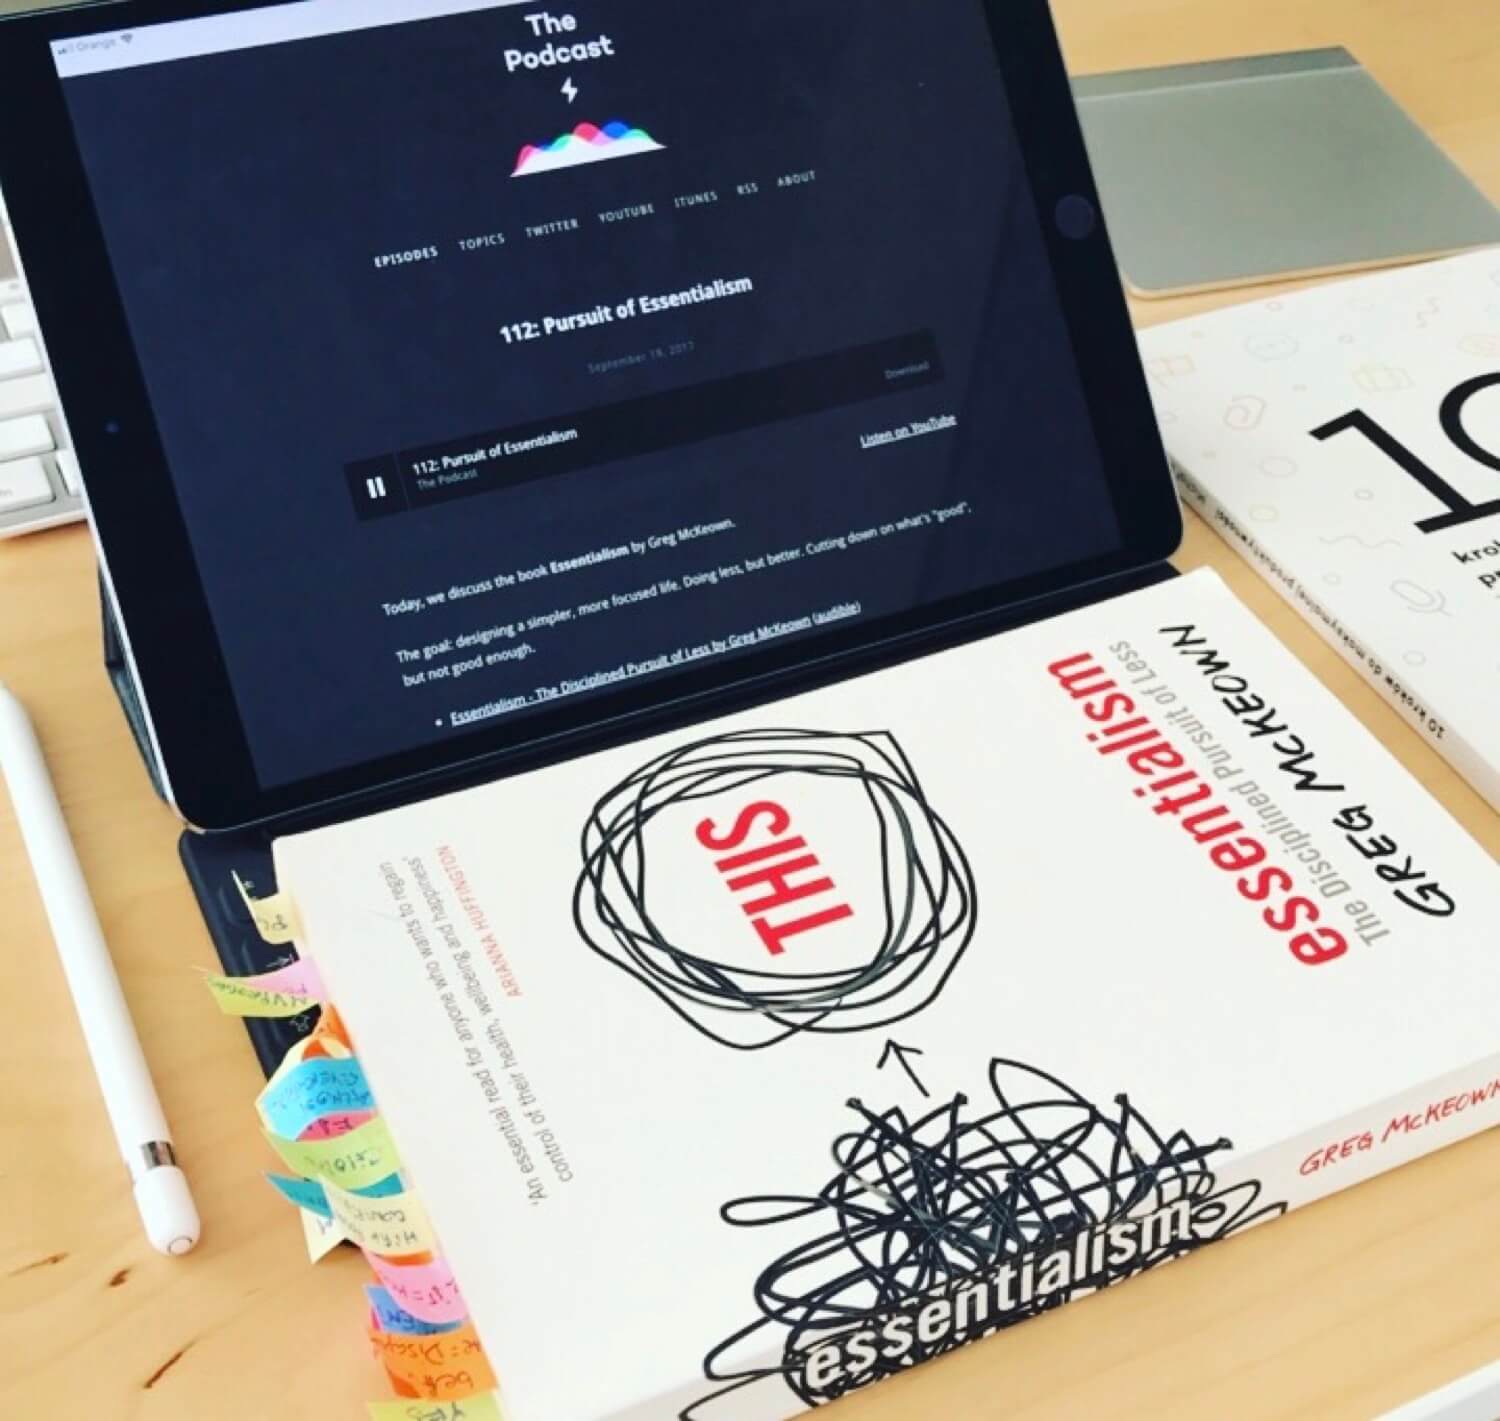 Orange
The
Podcast
EPISODES TOPICS TWITTER YOUTUBE ITUNES RSS ABOUT
112: Pursuit of Essentialism
September 19, 2017
112: Pursuit of Essentialism
The Podcast
Download
Listen on YouTube
Today, we discuss the book Essentialism by Greg McKeown.
The goal: designing a simpler, more focused life. Doing less, but better. Cutting down on what's "good",
but not good enough.
• Essentialism - The Disciplined Pursuit of Less by Greg McKeown (audible)
GREG McKEOWN
essentialism
The Disciplined Pursuit of Less
THIS
'An essential read for anyone who wants to regain
control of their health, wellbeing and happiness'
ARIANNA HUFFINGTON
essentialism
GREG McKEOWN
10
10 kroków do maksymalnej produktywności
YES